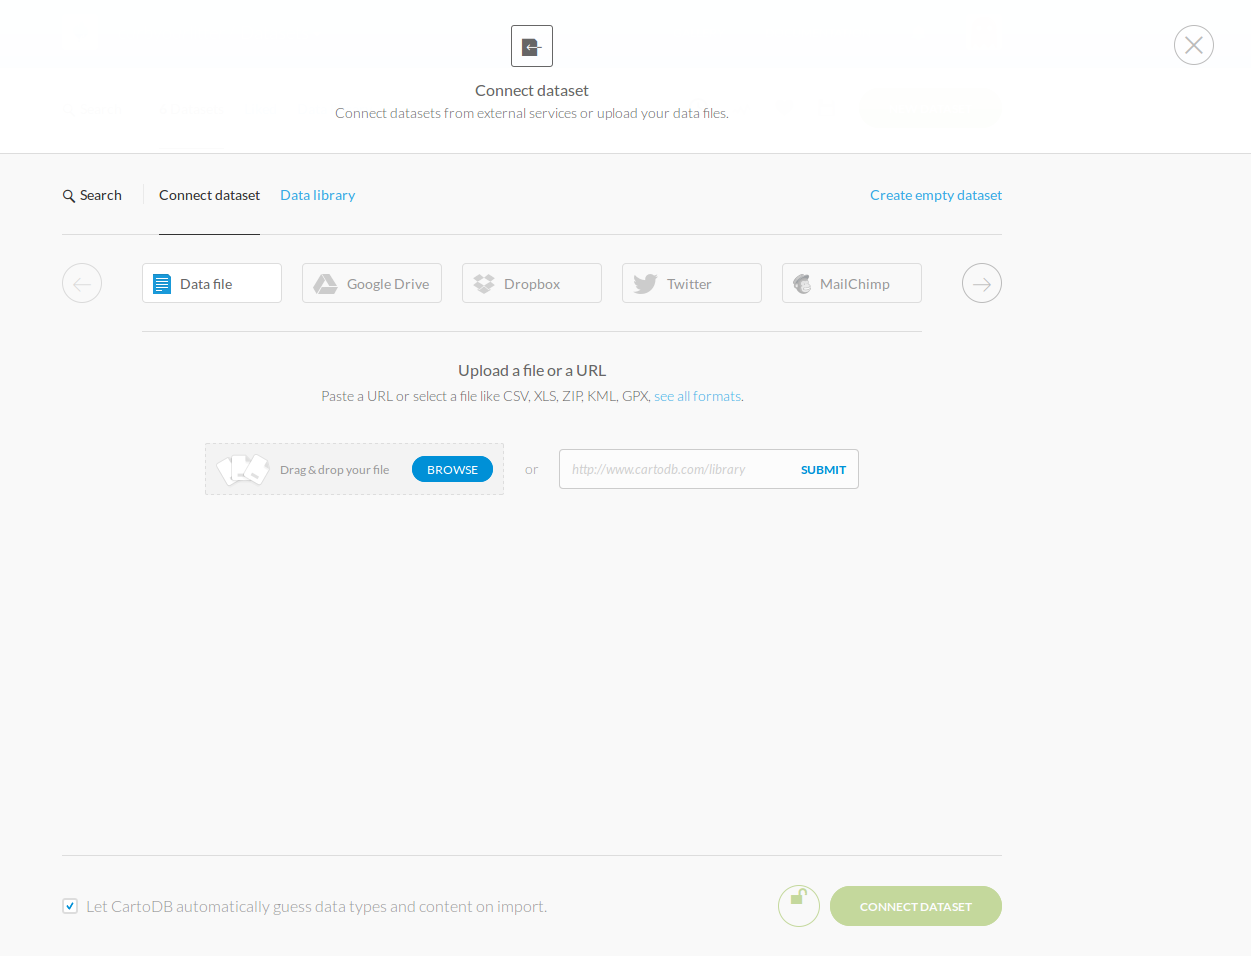 Connect dataset
Connect datasets from external services or upload your data files.
Search
Connect dataset
Data library
Create empty dataset
Data file
Google Drive
Dropbox
Twitter
MailChimp
Upload a file or a URL
Paste a URL or select a file like CSV, XLS, ZIP, KML, GPX, see all formats.
Drag & drop your file
BROWSE
or
http://www.cartodb.com/library
SUBMIT
Let CartoDB automatically guess data types and content on import.
CONNECT DATASET